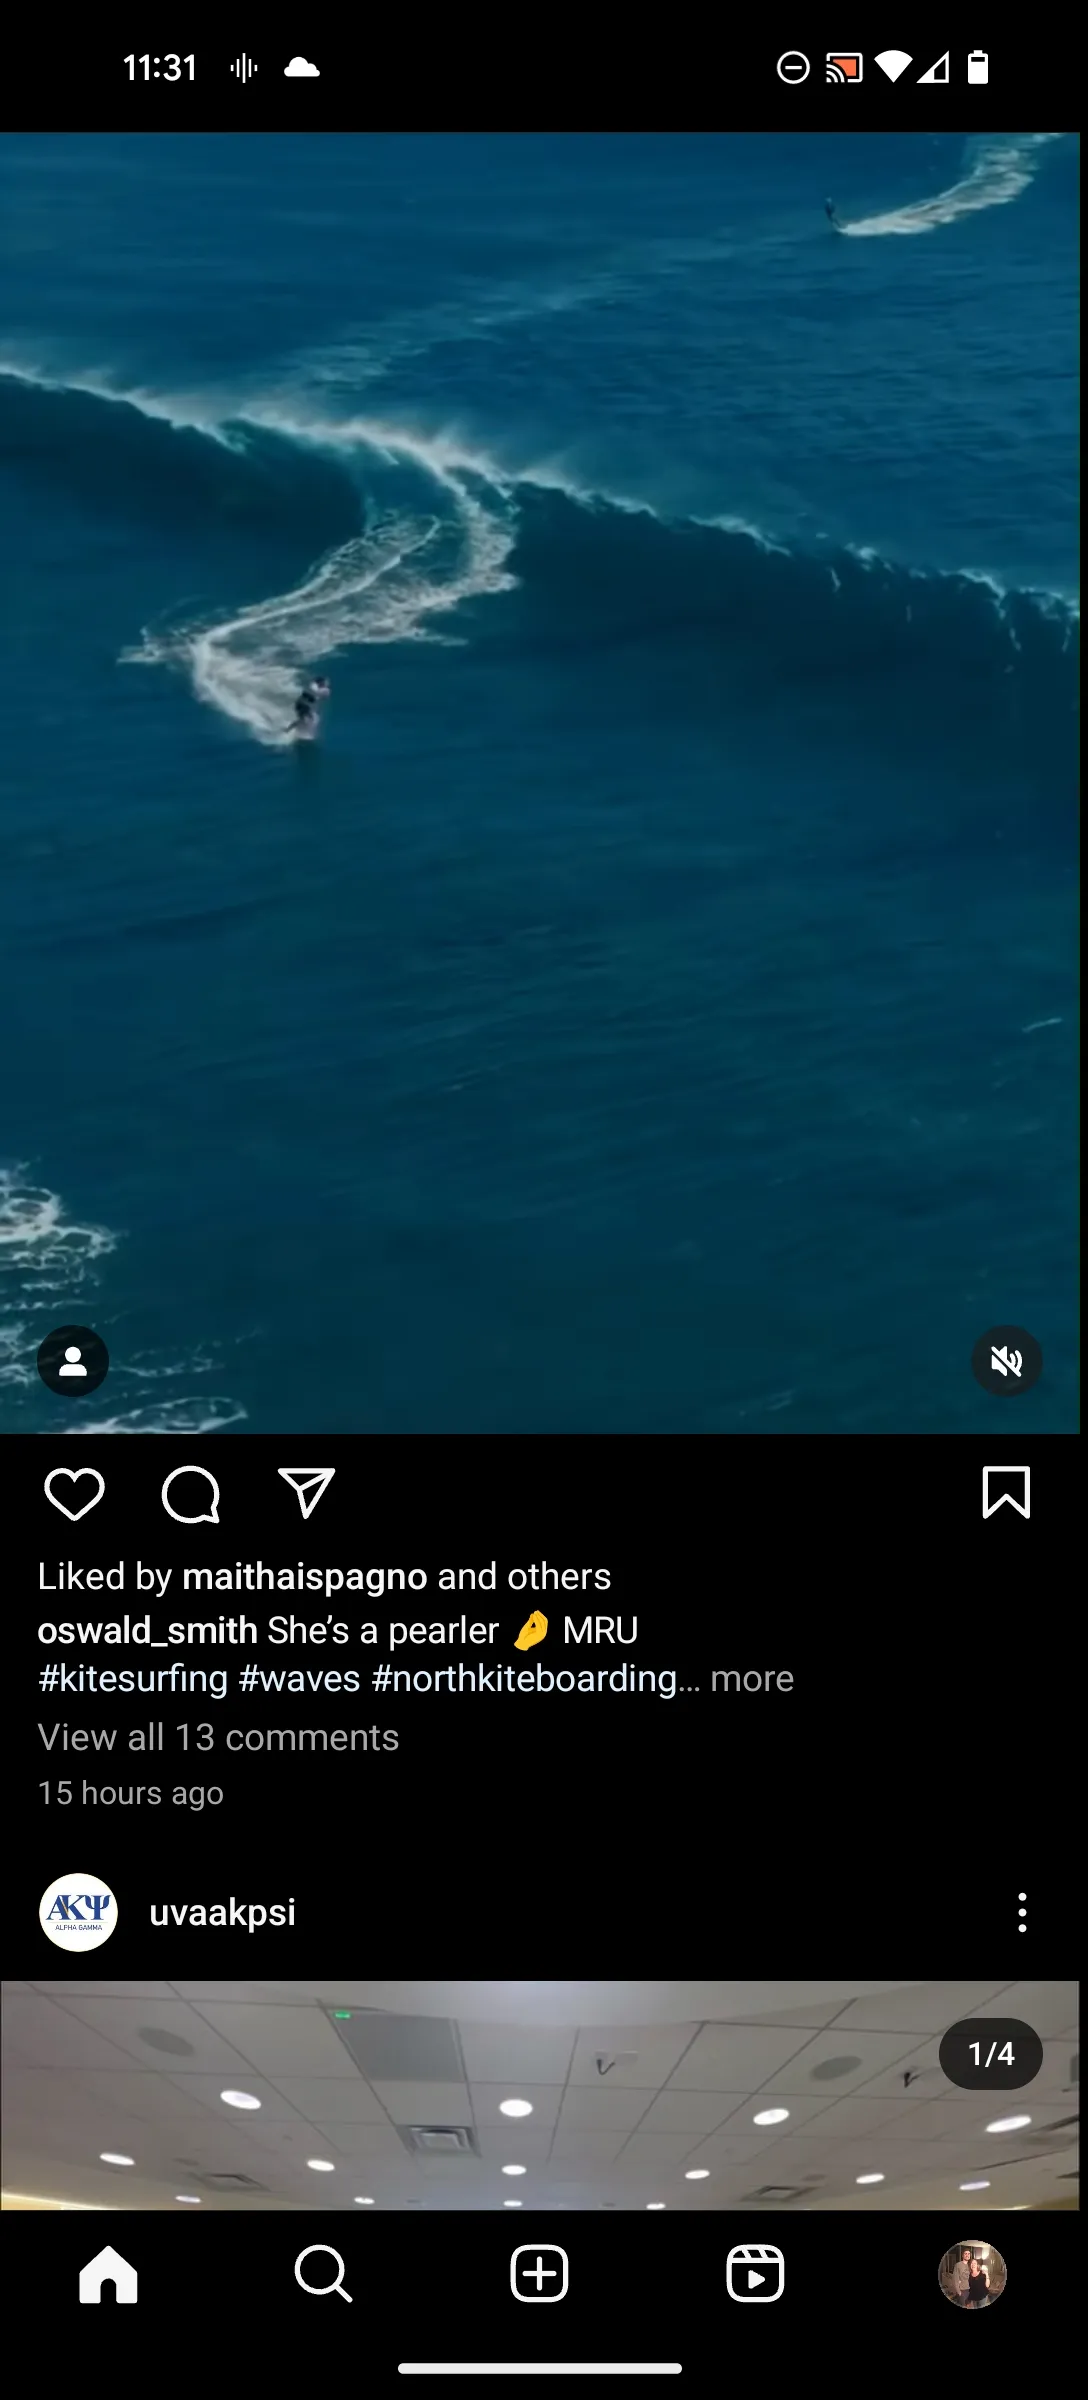 11:31
Liked by maithaispagno and others
oswald_smith She’s a pearler 🤌 MRU
#kitesurfing #waves #northkiteboarding… more
View all 13 comments
15 hours ago
ΑΚΨ
ALPHA GAMMA
uvaakpsi
1/4